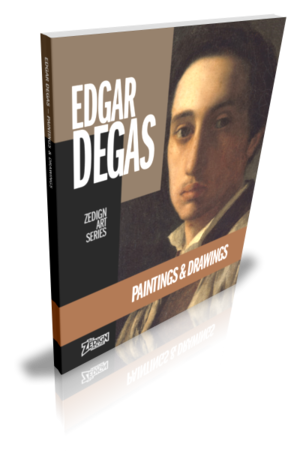 EDGAR
DEGAS
ZEDIGN
ART
SERIES
PAINTINGS & DRAWINGS
ZEDIGN
EDGAR DEGAS – PAINTINGS & DRAWINGS